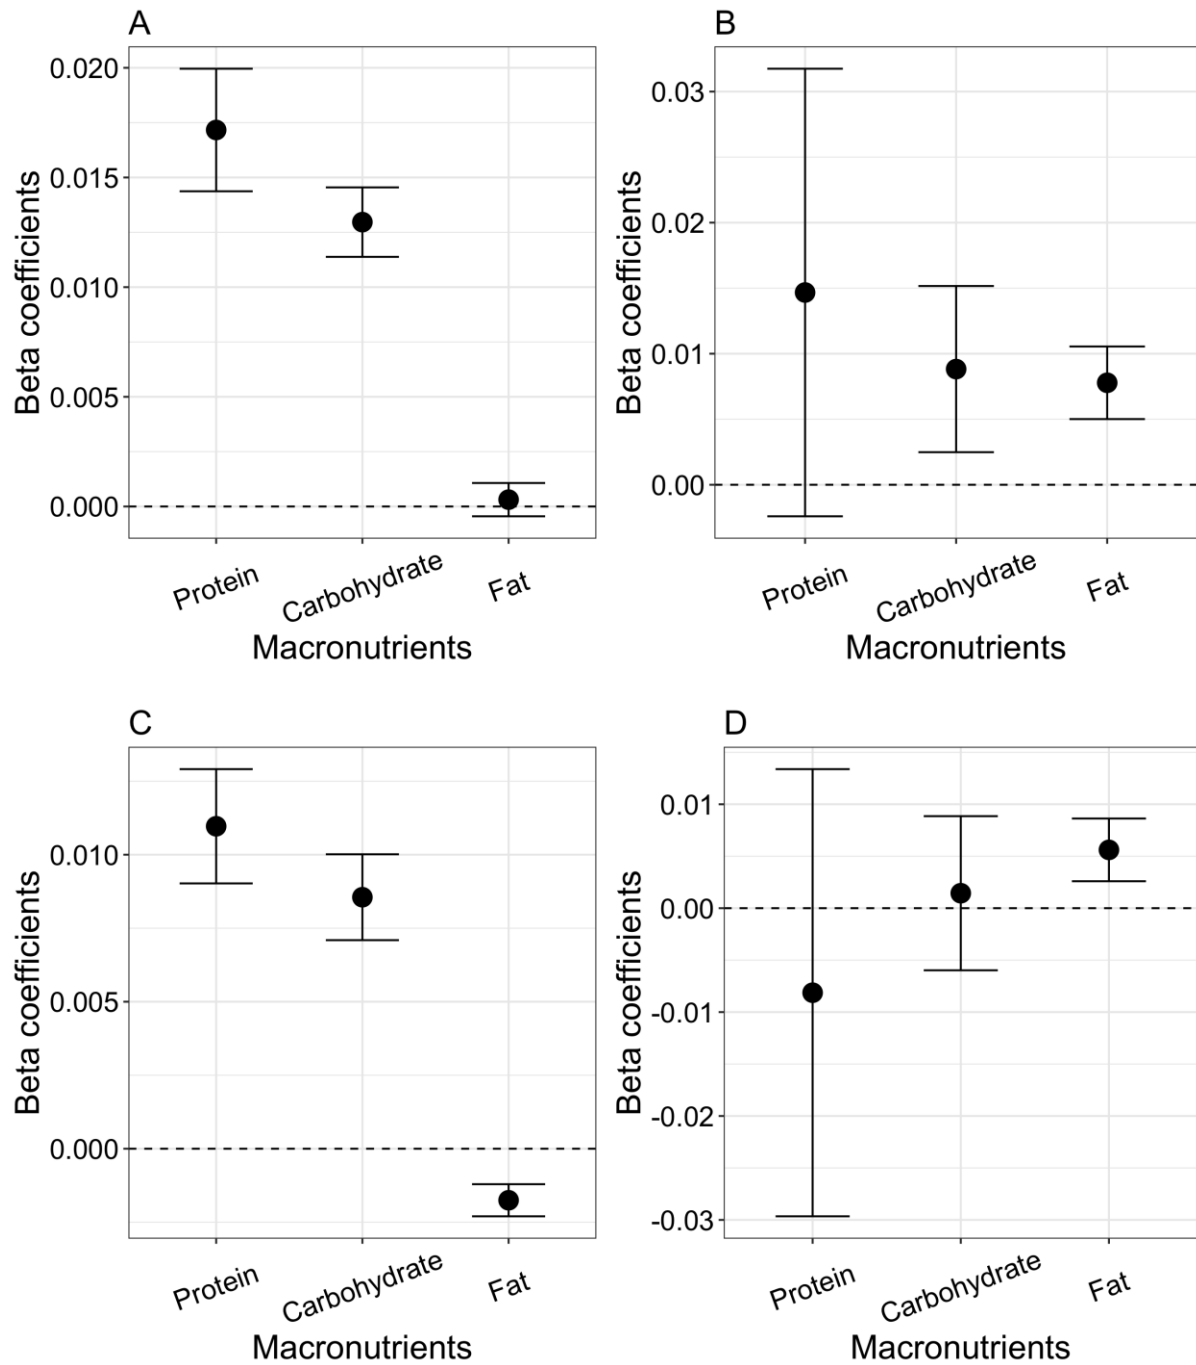 A
Beta coefficients
0.020
0.015
0.010
0.005
0.000
Protein
Carbohydrate
Fat
Macronutrients
B
Beta coefficients
0.03
0.02
0.01
0.00
Protein
Carbohydrate
Fat
Macronutrients
C
Beta coefficients
0.010
0.005
0.000
Protein
Carbohydrate
Fat
Macronutrients
D
Beta coefficients
0.01
0.00
-0.01
-0.02
-0.03
Protein
Carbohydrate
Fat
Macronutrients